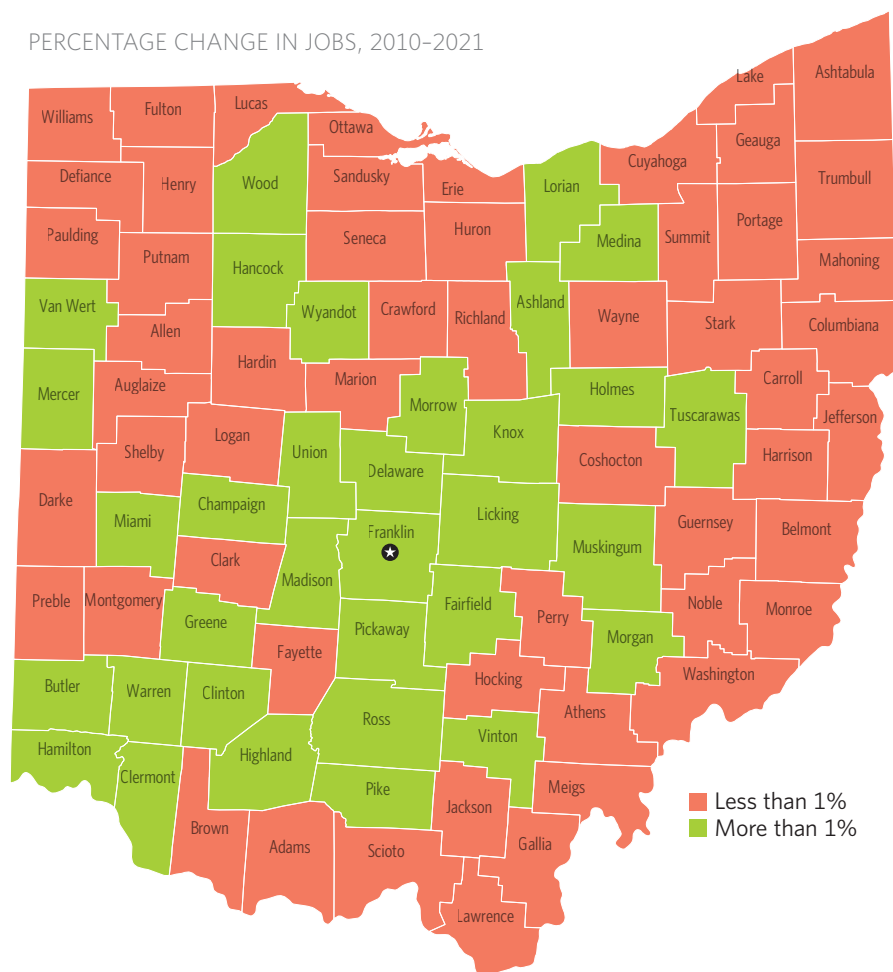 PERCENTAGE CHANGE IN JOBS, 2010–2021
Williams
Fulton
Lucas
Ottawa
Lake
Ashtabula
Geauga
Cuyahoga
Defiance
Henry
Wood
Sandusky
Erie
Lorian
Trumbull
Paulding
Putnam
Hancock
Seneca
Huron
Medina
Summit
Portage
Mahoning
Van Wert
Allen
Wyandot
Crawford
Richland
Ashland
Wayne
Stark
Columbiana
Mercer
Auglaize
Hardin
Marion
Morrow
Holmes
Tuscarawas
Carroll
Jefferson
Shelby
Logan
Union
Delaware
Knox
Coshocton
Harrison
Darke
Miami
Champaign
Franklin
Licking
Muskingum
Guernsey
Belmont
Clark
Madison
Preble
Montgomery
Greene
Fayette
Pickaway
Fairfield
Perry
Morgan
Noble
Monroe
Butler
Warren
Clinton
Ross
Hocking
Athens
Washington
Hamilton
Clermont
Highland
Pike
Vinton
Jackson
Meigs
Brown
Adams
Scioto
Gallia
Lawrence
Less than 1%
More than 1%